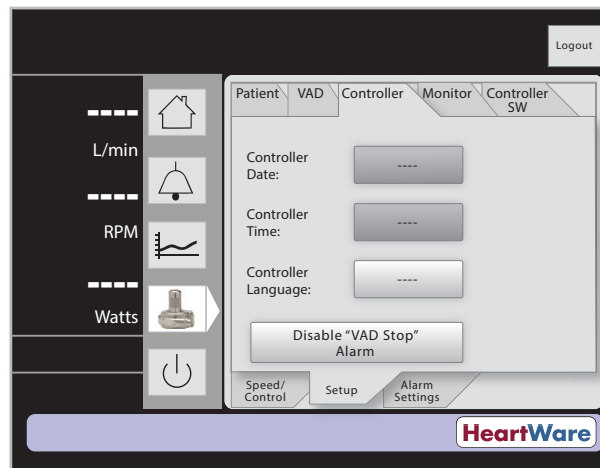 Logout
----
L/min
----
RPM
----
Watts
Patient VAD Controller Monitor Controller
SW
Controller
Date:
----
Controller
Time:
----
Controller
Language:
----
Disable “VAD Stop”
Alarm
Speed/
Control
Setup
Alarm
Settings
HeartWare